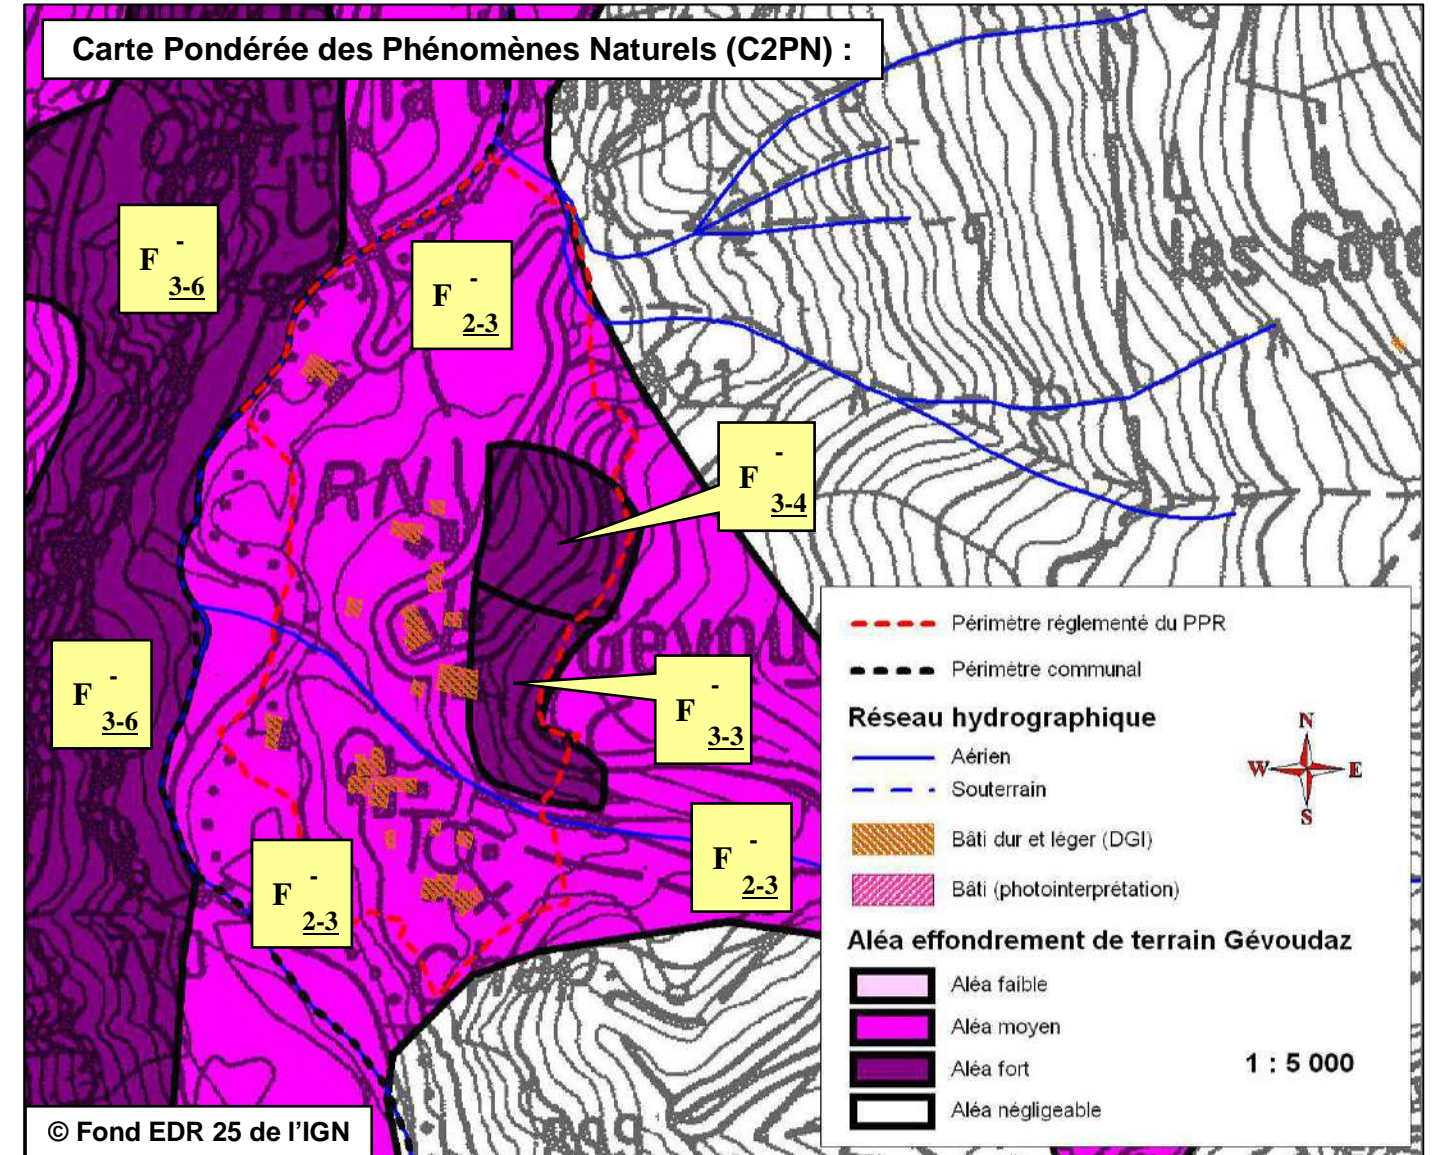 Carte Pondérée des Phénomènes Naturels (C2PN) :
les Côte
F -
3-6
F -
2-3
21
F -
3-4
F -
3-6
F -
3-3
F -
2-3
F -
2-3
Périmètre réglementé du PPR
Périmètre communal
Réseau hydrographique
Aérien
Souterrain
N
W E
S
Bâti dur et léger (DGI)
Bâti (photointerprétation)
Aléa effondrement de terrain Gévoudaz
Aléa faible
Aléa moyen
Aléa fort
1 : 5 000
Aléa négligeable
© Fond EDR 25 de l’IGN